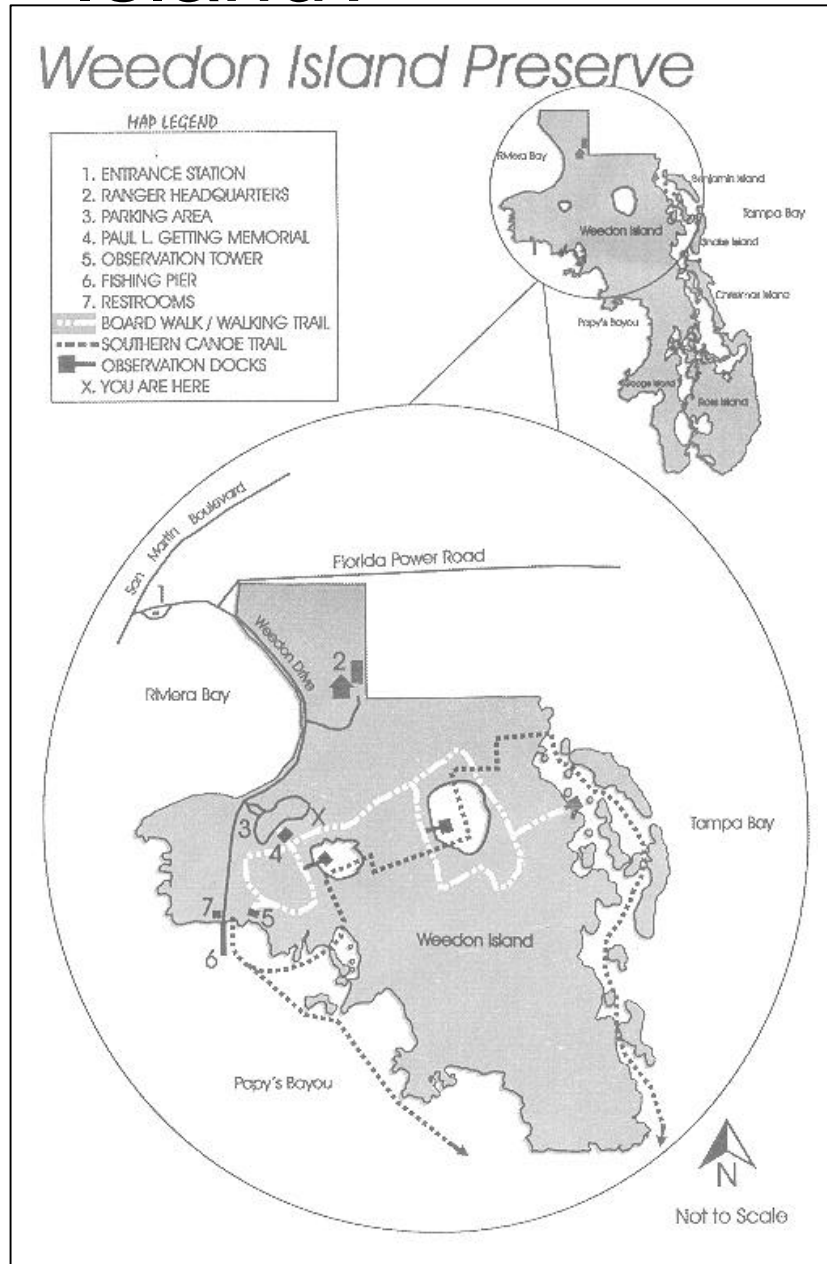 Weedon Island Preserve
MAP LEGEND
1. ENTRANCE STATION
2. RANGER HEADQUARTERS
3. PARKING AREA
4. PAUL L. GETTING MEMORIAL
5. OBSERVATION TOWER
6. FISHING PIER
7. RESTROOMS
BOARD WALK / WALKING TRAIL
SOUTHERN CANOE TRAIL
OBSERVATION DOCKS
X. YOU ARE HERE
Riviera Bay
Benjamin Island
Tampa Bay
Weedon Island
Snake Island
Christmas Island
Papy's Bayou
Googe Island
Ross Island
San Martin Boulevard
Florida Power Road
1
Weedon Drive
2
Riviera Bay
3
X
4
Tampa Bay
7
5
6
Weedon Island
Papy's Bayou
N
Not to Scale